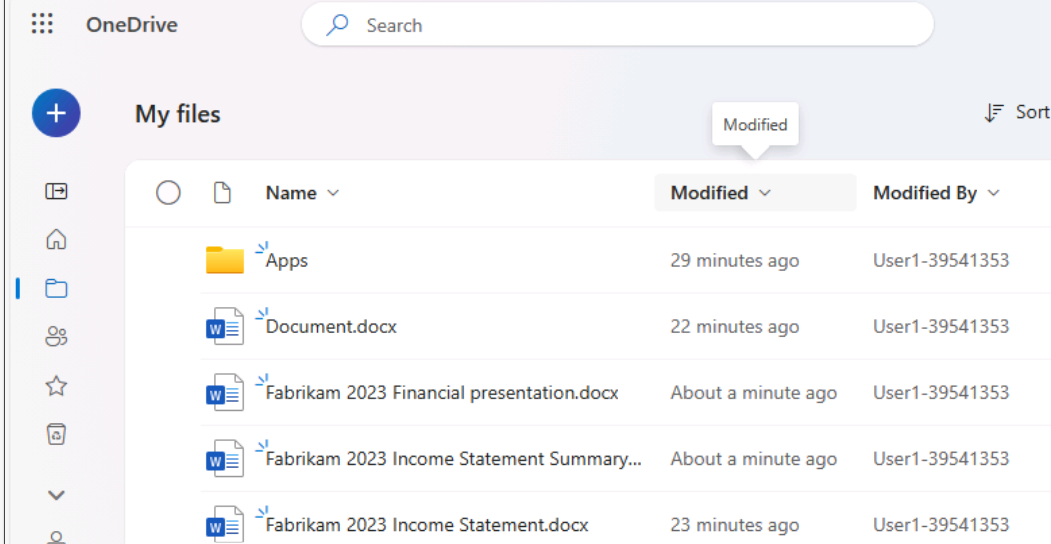 OneDrive
Search
My files
Modified
Sort
Name Modified Modified By
Apps 29 minutes ago User1-39541353
Document.docx 22 minutes ago User1-39541353
Fabrikam 2023 Financial presentation.docx About a minute ago User1-39541353
Fabrikam 2023 Income Statement Summary... About a minute ago User1-39541353
Fabrikam 2023 Income Statement.docx 23 minutes ago User1-39541353